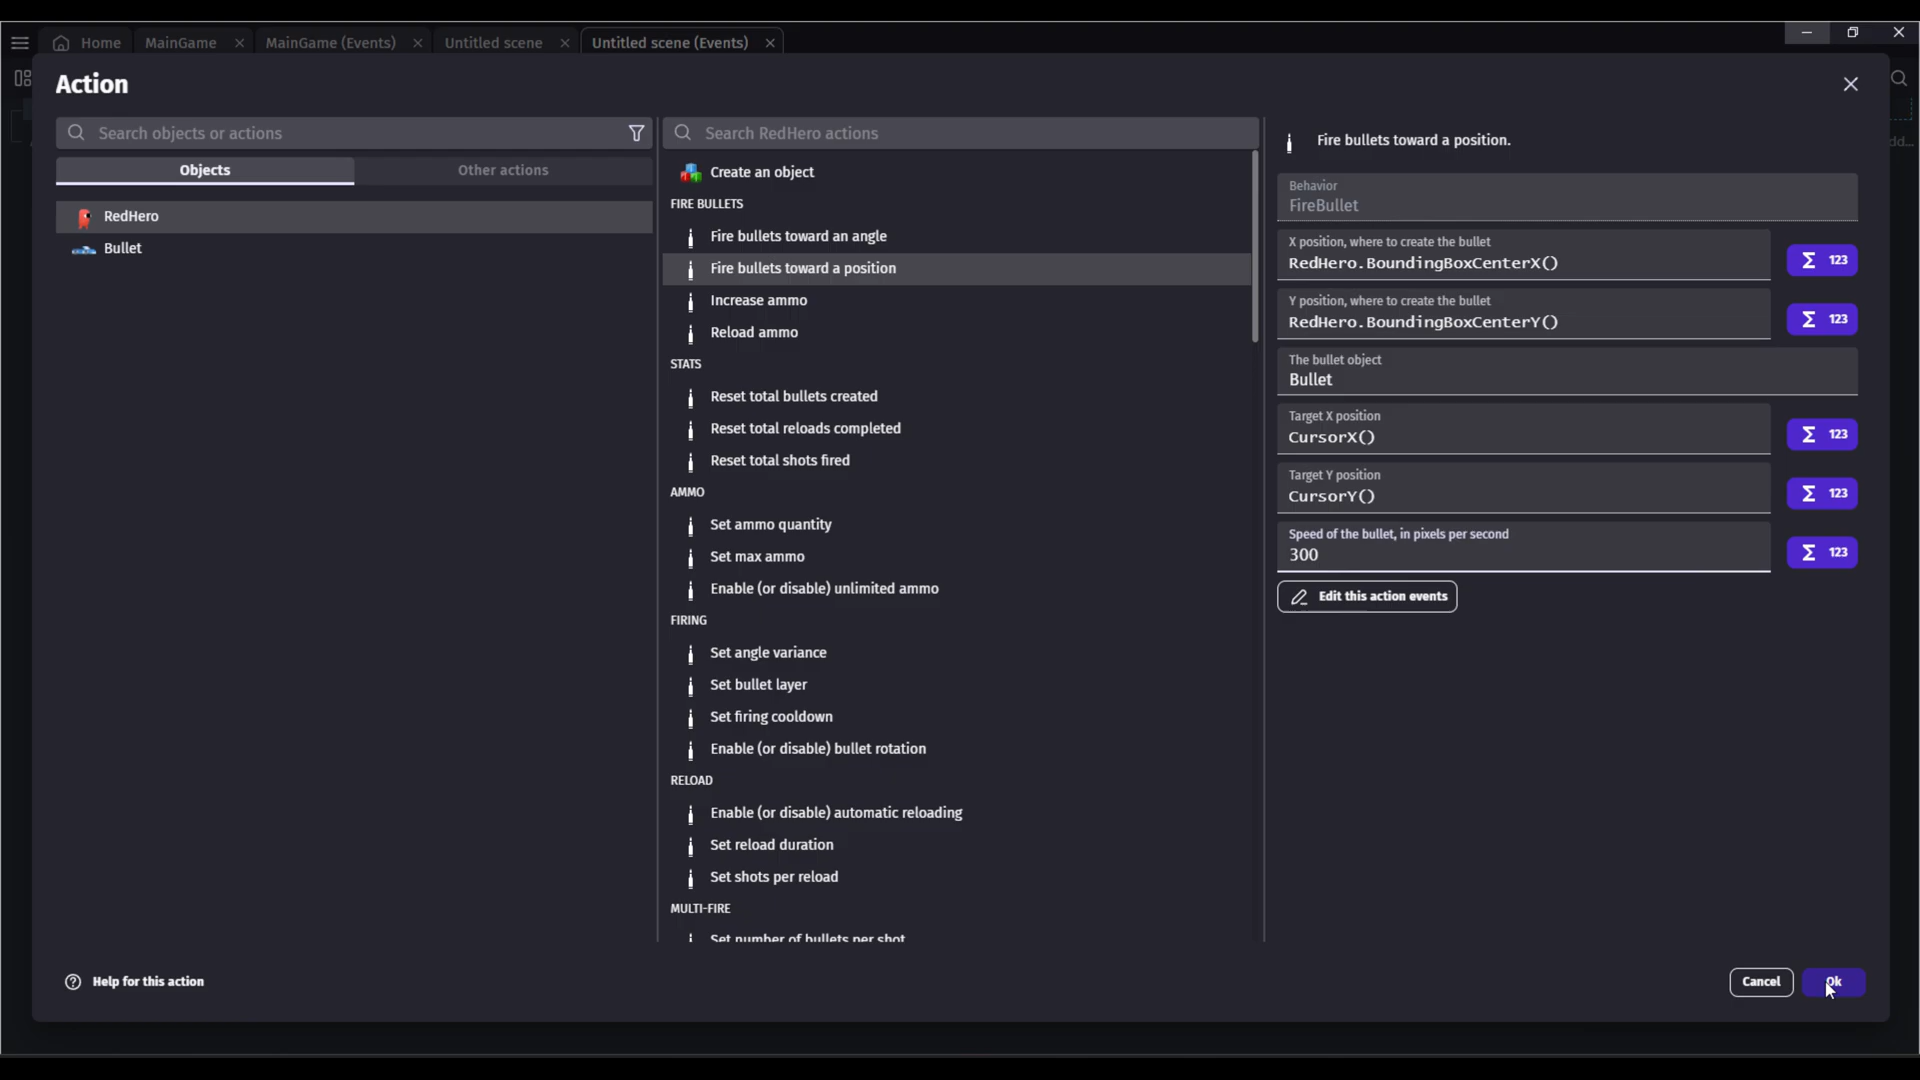 Home
MainGame
MainGame (Events)
Untitled scene
Untitled scene (Events)
Action
Search objects or actions
Objects
Other actions
RedHero
Bullet
Search RedHero actions
Create an object
FIRE BULLETS
Fire bullets toward an angle
Fire bullets toward a position
Increase ammo
Reload ammo
STATS
Reset total bullets created
Reset total reloads completed
Reset total shots fired
AMMO
Set ammo quantity
Set max ammo
Enable (or disable) unlimited ammo
FIRING
Set angle variance
Set bullet layer
Set firing cooldown
Enable (or disable) bullet rotation
RELOAD
Enable (or disable) automatic reloading
Set reload duration
Set shots per reload
MULTI-FIRE
Set number of bullets per shot
Fire bullets toward a position.
Behavior
FireBullet
X position, where to create the bullet
RedHero.BoundingBoxCenterX()
Σ 123
Y position, where to create the bullet
RedHero.BoundingBoxCenterY()
Σ 123
The bullet object
Bullet
Target X position
CursorX()
Σ 123
Target Y position
CursorY()
Σ 123
Speed of the bullet, in pixels per second
300
Σ 123
Edit this action events
Help for this action
Cancel
Ok